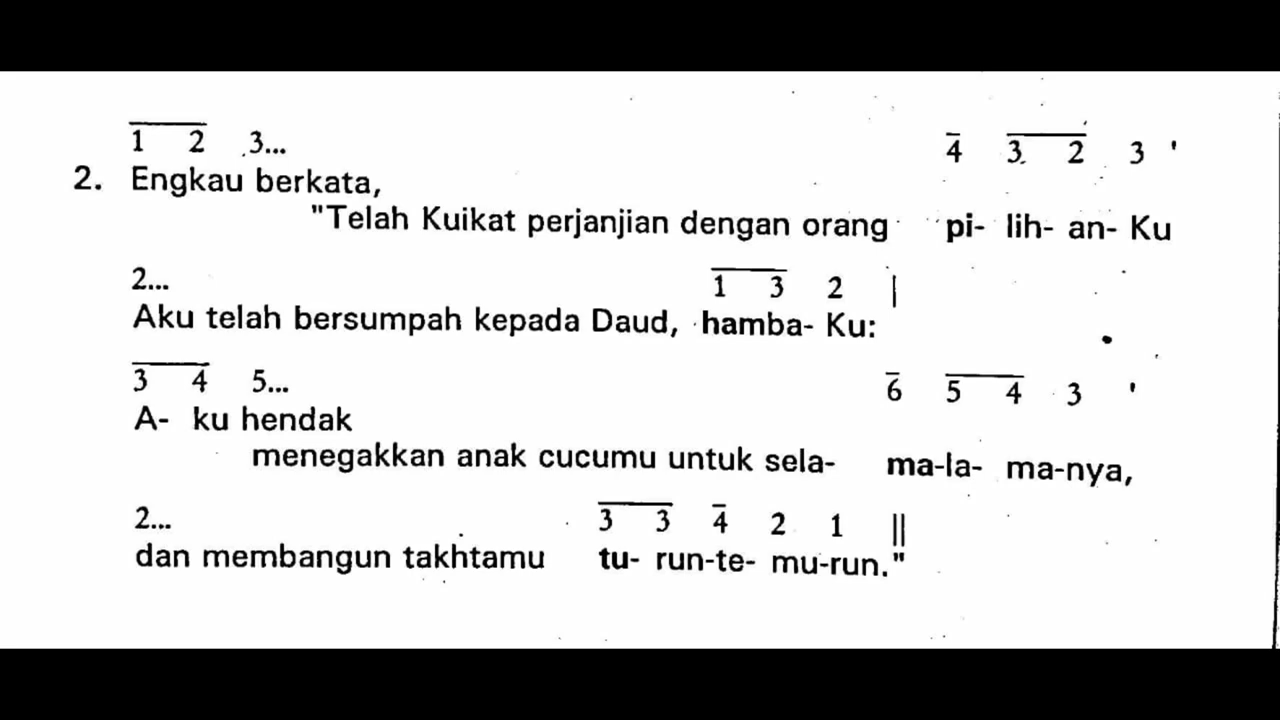 1 2 3... 4 3 2 3 '
2. Engkau berkata,
"Telah Kuikat perjanjian dengan orang pi- lih- an- Ku
2... 1 3 2 |
Aku telah bersumpah kepada Daud, hamba- Ku:
3 4 5... 6 5 4 3 '
A- ku hendak
menegakkan anak cucumu untuk sela- ma-la- ma-nya,
2... 3 3 4 2 1 ||
dan membangun takhtamu tu- run-te- mu-run."